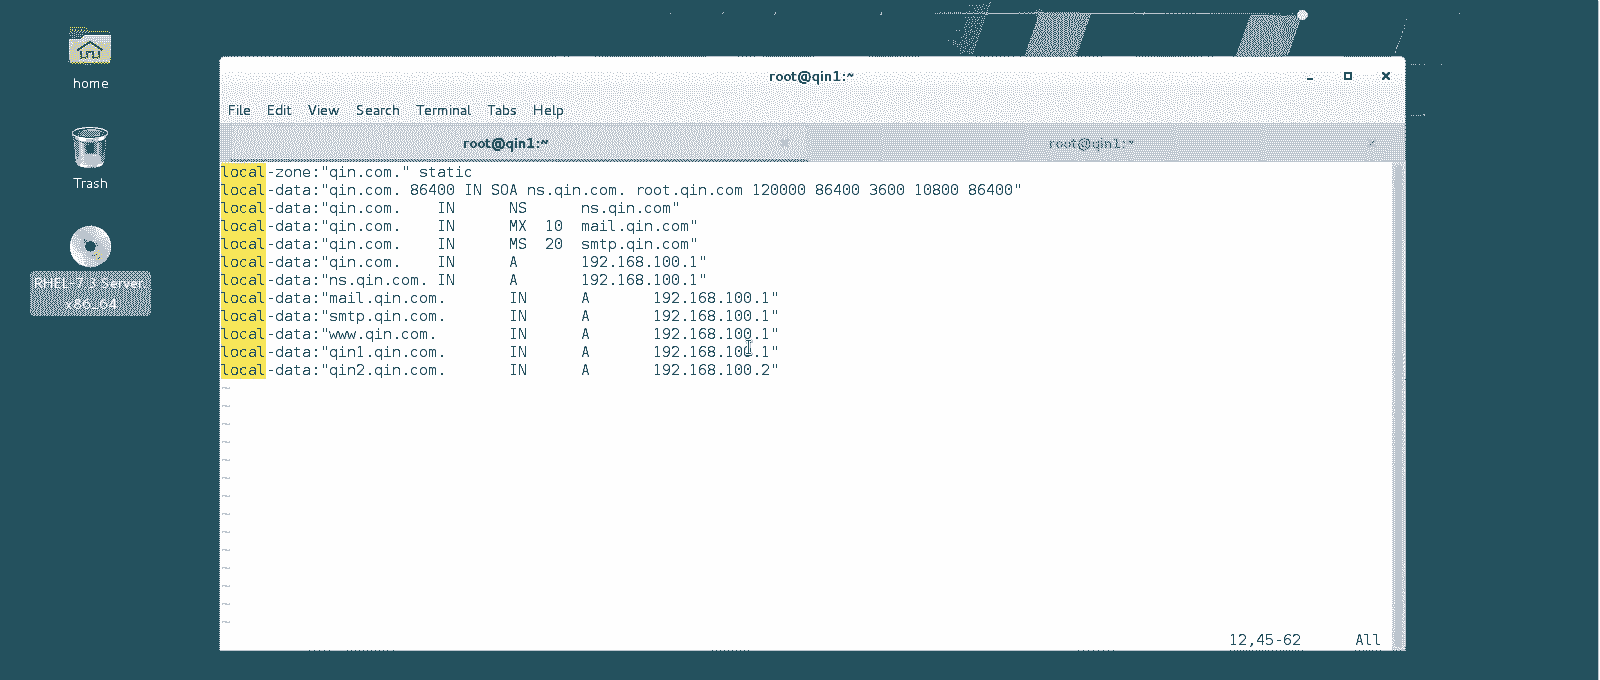 home
Trash
RHEL-7.3 Server.
x86_64
root@qin1:~
File Edit View Search Terminal Tabs Help
root@qin1:~ root@qin1:~
local-zone:"qin.com." static
local-data:"qin.com. 86400 IN SOA ns.qin.com. root.qin.com 120000 86400 3600 10800 86400"
local-data:"qin.com. IN NS ns.qin.com"
local-data:"qin.com. IN MX 10 mail.qin.com"
local-data:"qin.com. IN MS 20 smtp.qin.com"
local-data:"qin.com. IN A 192.168.100.1"
local-data:"ns.qin.com. IN A 192.168.100.1"
local-data:"mail.qin.com. IN A 192.168.100.1"
local-data:"smtp.qin.com. IN A 192.168.100.1"
local-data:"www.qin.com. IN A 192.168.100.1"
local-data:"qin1.qin.com. IN A 192.168.100.1"
local-data:"qin2.qin.com. IN A 192.168.100.2"
~
~
~
~
~
~
~
~
~
~
~
~
~
~
12,45-62 All